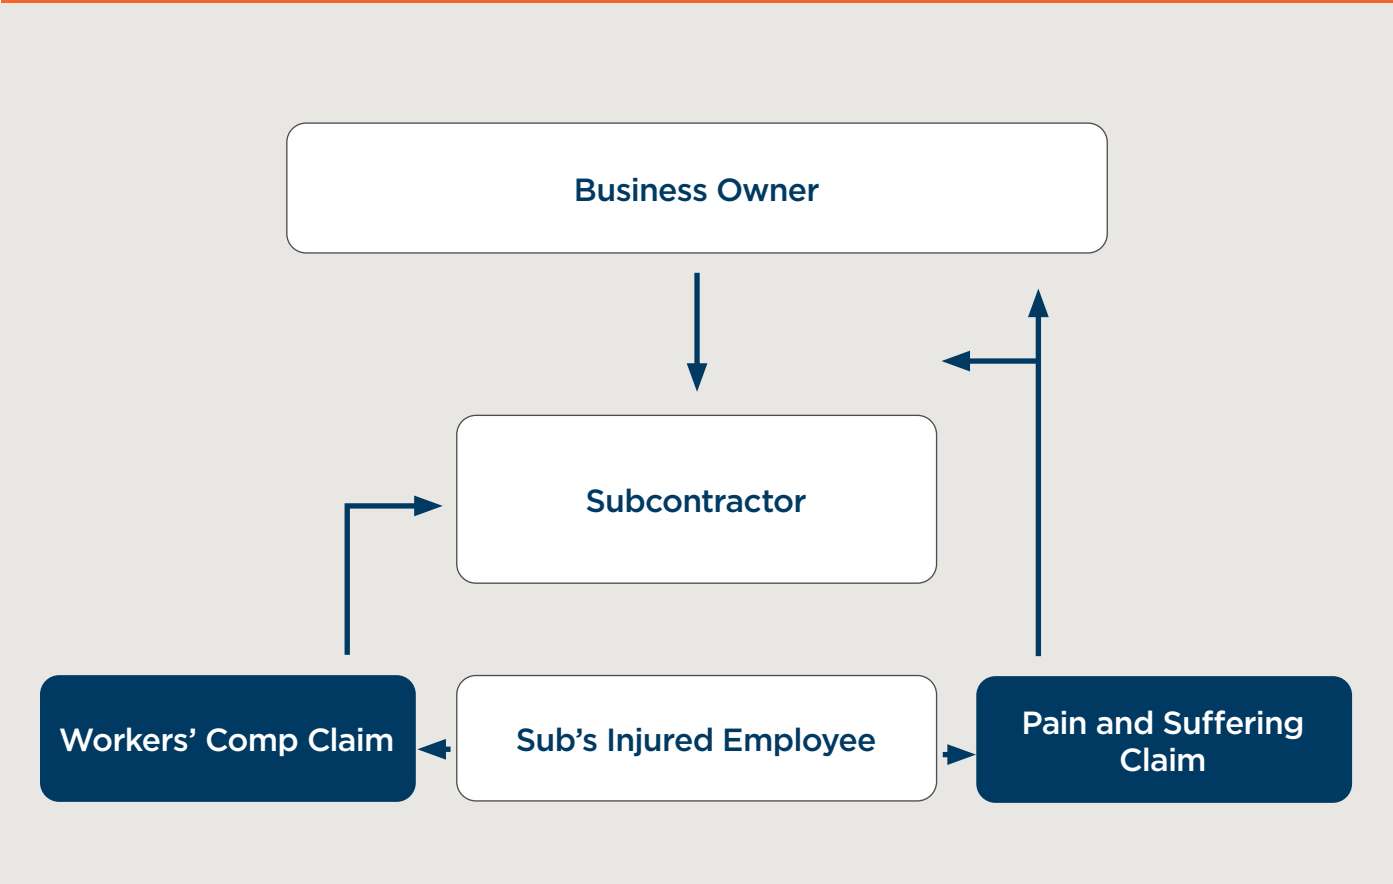 Business Owner
Subcontractor
Workers’ Comp Claim
Sub’s Injured Employee
Pain and Suffering
Claim